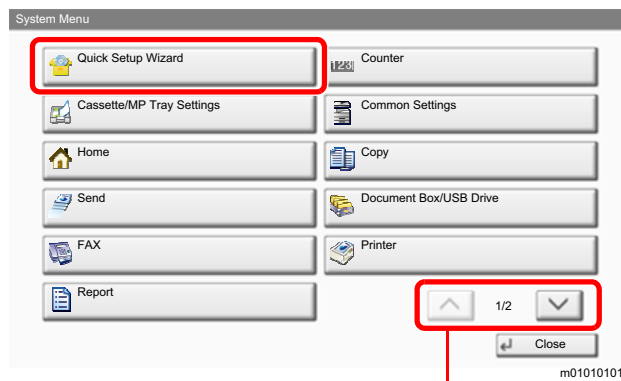 System Menu
Quick Setup Wizard
123
Counter
Cassette/MP Tray Settings
Common Settings
Home
Copy
Send
Document Box/USB Drive
FAX
Printer
Report
1/2
Close
m01010101